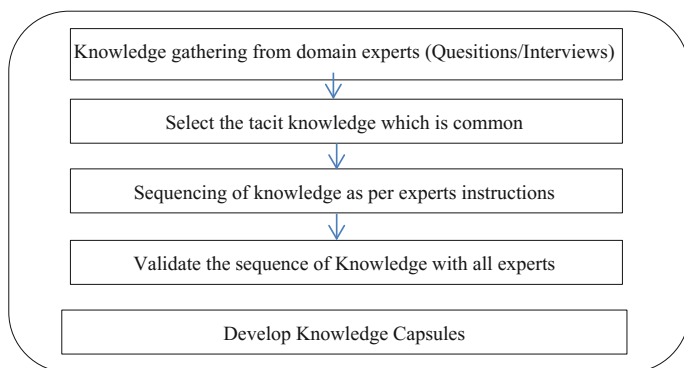 Knowledge gathering from domain experts (Quesitions/Interviews)
Select the tacit knowledge which is common
Sequencing of knowledge as per experts instructions
Validate the sequence of Knowledge with all experts
Develop Knowledge Capsules